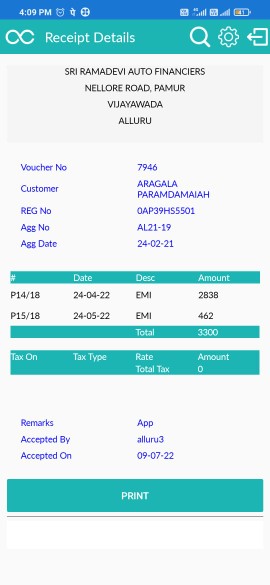 4:09 PM
Receipt Details
SRI RAMADEVI AUTO FINANCIERS
NELLORE ROAD, PAMUR
VIJAYAWADA
ALLURU
Voucher No 7946
Customer ARAGALA
PARAMDAMAIAH
REG No 0AP39HS5501
Agg No AL21-19
Agg Date 24-02-21
# Date Desc Amount
P14/18 24-04-22 EMI 2838
P15/18 24-05-22 EMI 462
Total 3300
Tax On Tax Type Rate Amount
Total Tax 0
Remarks App
Accepted By alluru3
Accepted On 09-07-22
PRINT